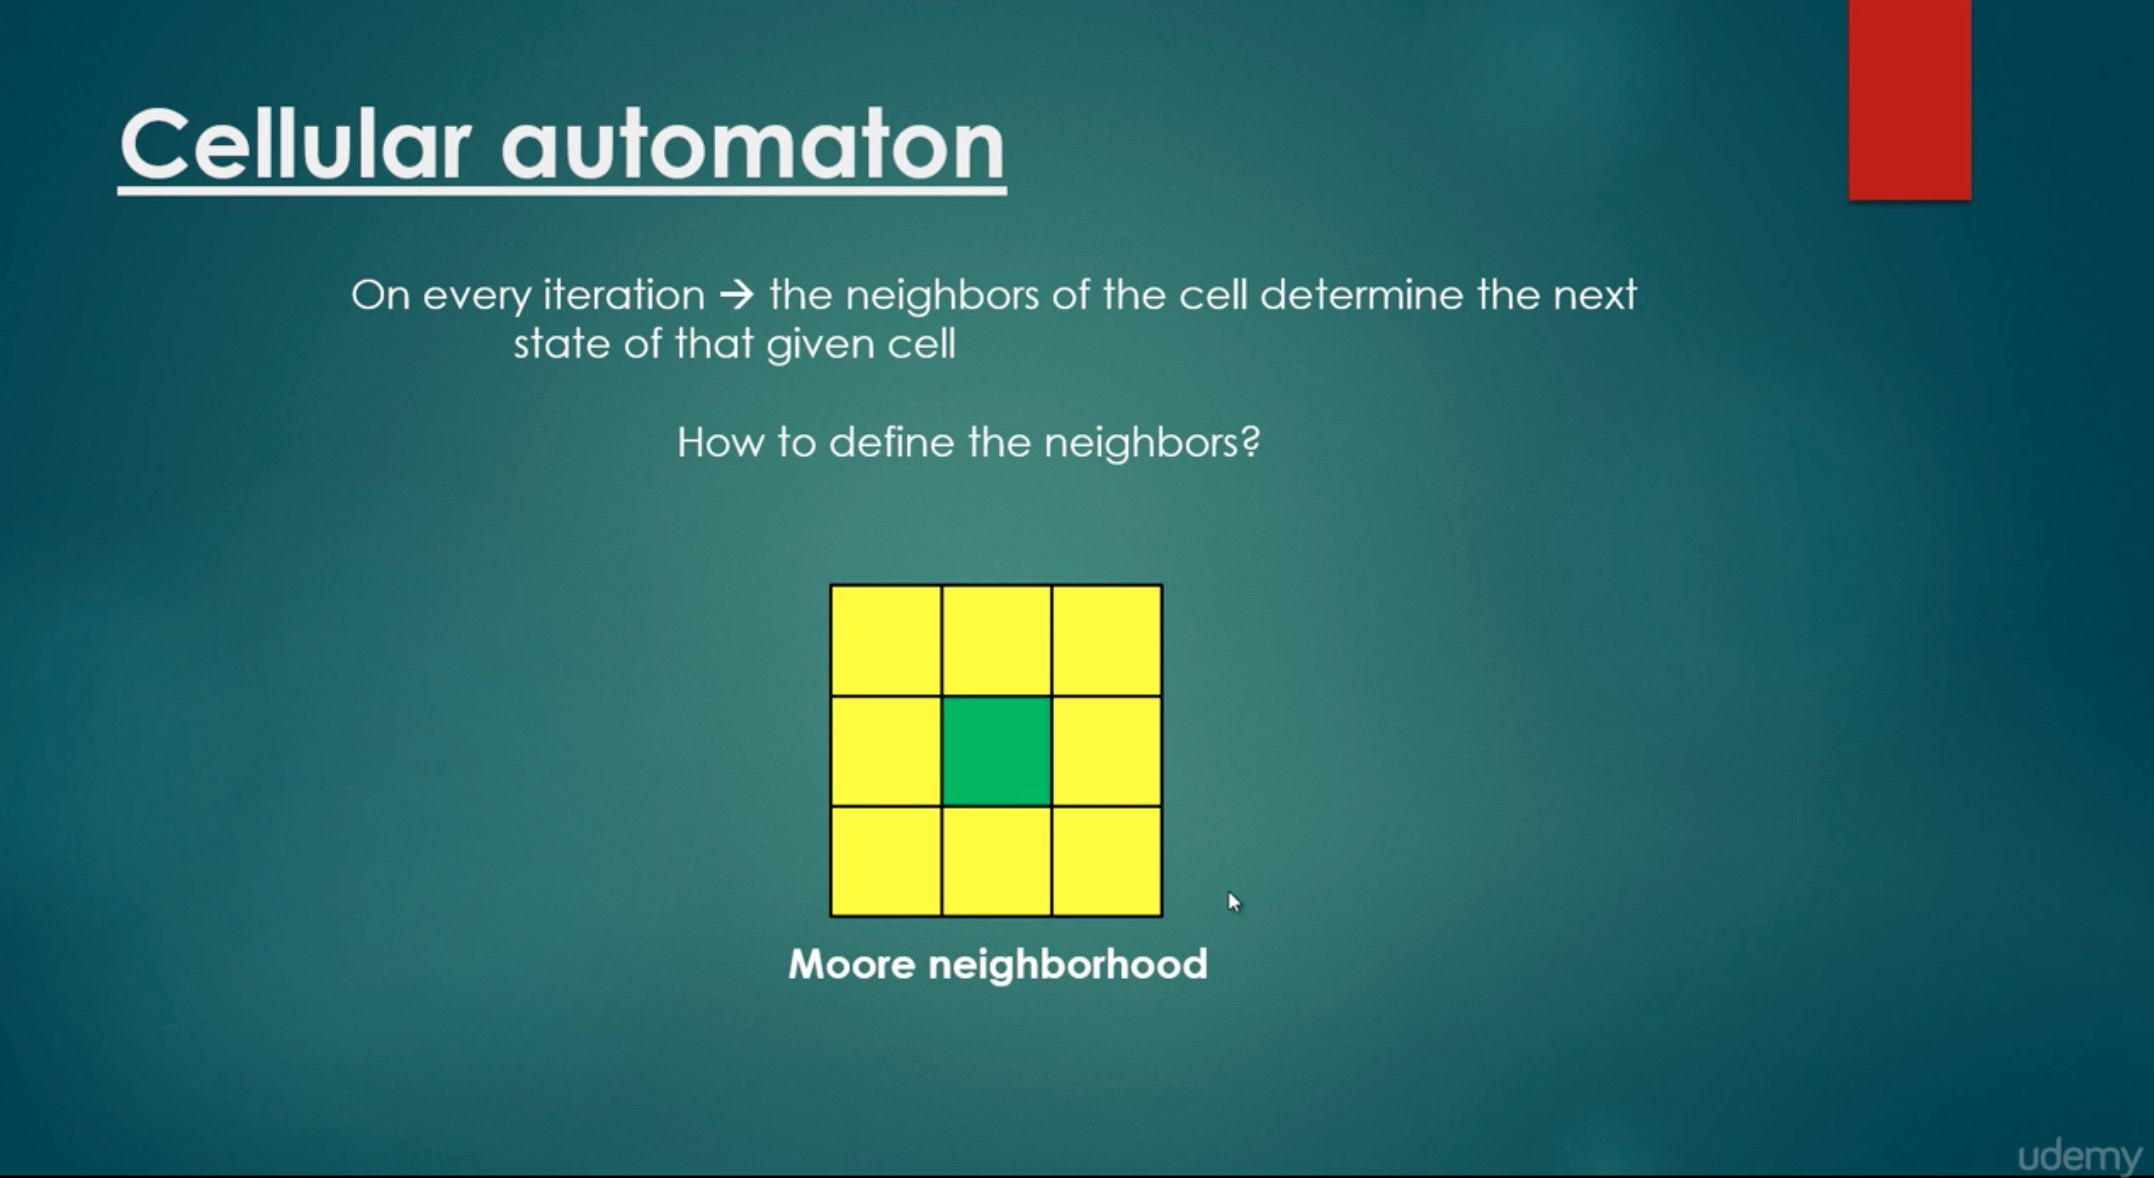 Cellular automaton
On every iteration → the neighbors of the cell determine the next
state of that given cell
How to define the neighbors?
Moore neighborhood
udemy